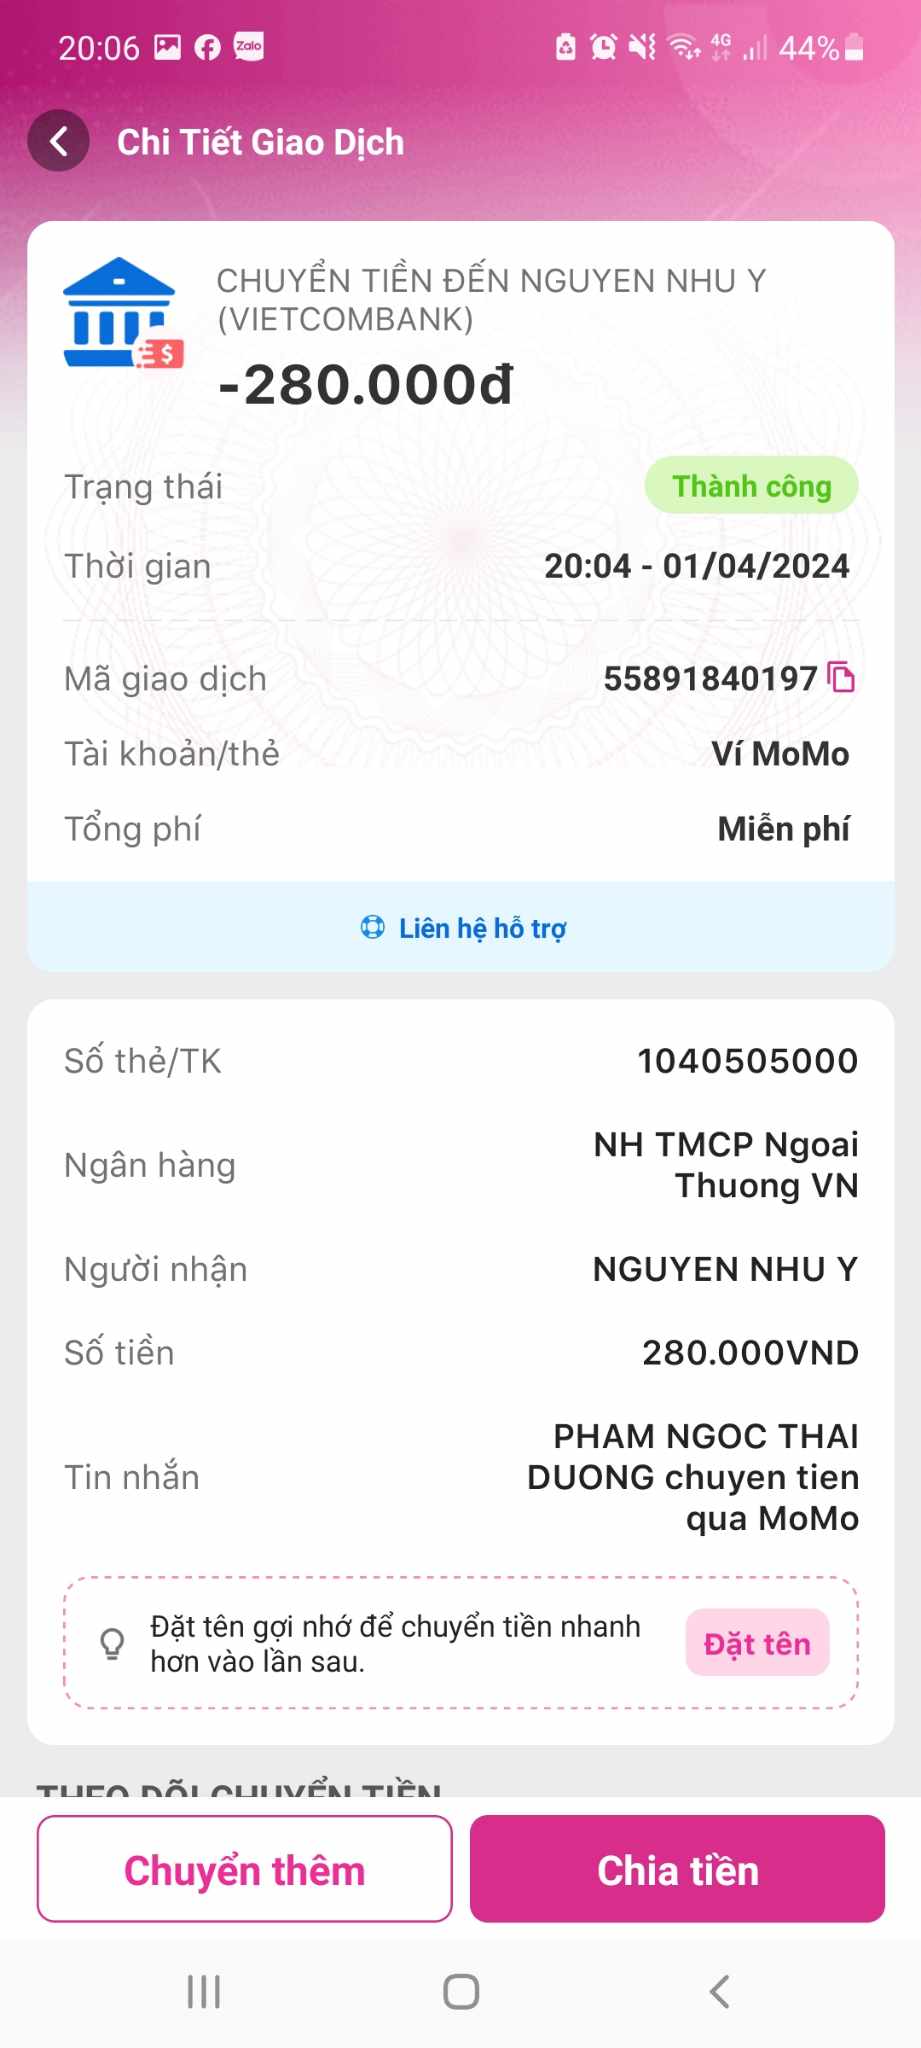 20:06 Zalo 4G 44%
Chi Tiết Giao Dịch
CHUYỂN TIỀN ĐẾN NGUYEN NHU Y
(VIETCOMBANK)
-280.000đ
Trạng thái Thành công
Thời gian 20:04 - 01/04/2024
Mã giao dịch 55891840197
Tài khoản/thẻ Ví MoMo
Tổng phí Miễn phí
Liên hệ hỗ trợ
Số thẻ/TK 1040505000
Ngân hàng NH TMCP Ngoai
Thuong VN
Người nhận NGUYEN NHU Y
Số tiền 280.000VND
Tin nhắn PHAM NGOC THAI
DUONG chuyen tien
qua MoMo
Đặt tên gợi nhớ để chuyển tiền nhanh
hơn vào lần sau.
Đặt tên
THEO DÕI CHUYỂN TIỀN
Chuyển thêm Chia tiền